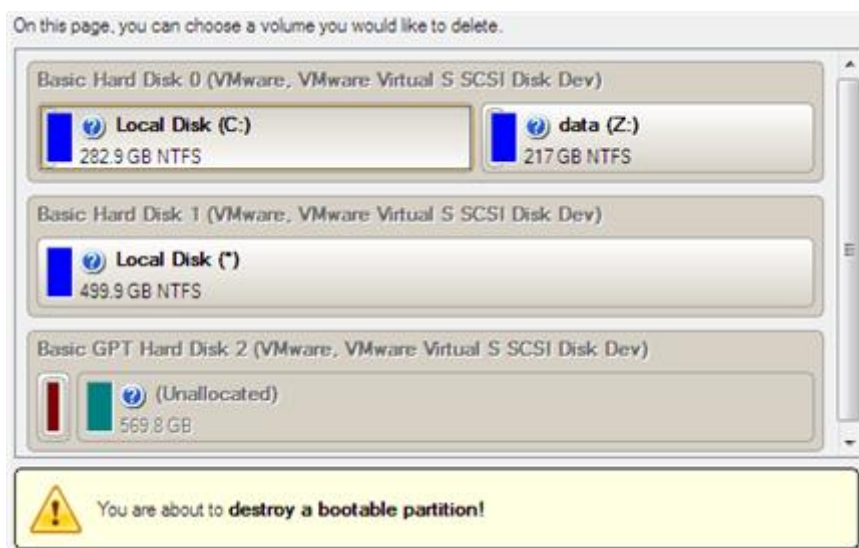 On this page, you can choose a volume you would like to delete.
Basic Hard Disk 0 (VMware, VMware Virtual S SCSI Disk Dev)
Local Disk (C:)
282.9 GB NTFS
data (Z:)
217 GB NTFS
Basic Hard Disk 1 (VMware, VMware Virtual S SCSI Disk Dev)
Local Disk (*)
499.9 GB NTFS
Basic GPT Hard Disk 2 (VMware, VMware Virtual S SCSI Disk Dev)
(Unallocated)
569.8 GB
You are about to destroy a bootable partition!